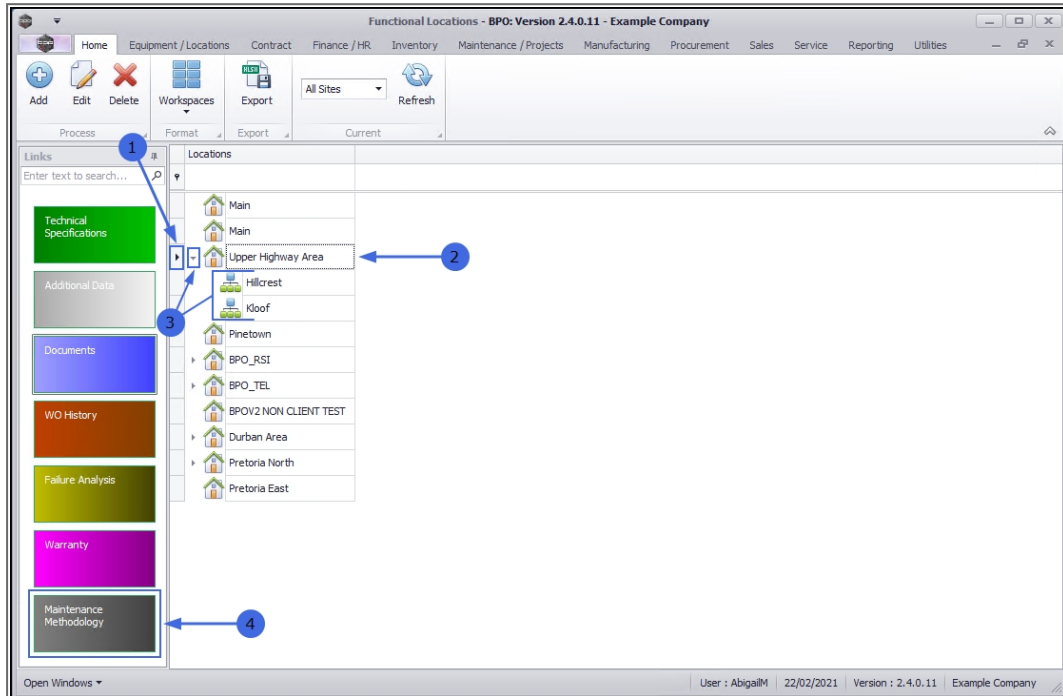 Functional Locations - BPO: Version 2.4.0.11 - Example Company
Home Equipment / Locations Contract Finance / HR Inventory Maintenance / Projects Manufacturing Procurement Sales Service Reporting Utilities
Add Edit Delete Workspaces Export All Sites Refresh
Process Format Export Current
1
Links
Enter text to search...
Locations
Technical
Specifications
Additional Data
Documents
WO History
Failure Analysis
Warranty
Maintenance
Methodology
Main
Main
Upper Highway Area
2
Hillcrest
3
Kloof
Pinetown
BPO_RSI
BPO_TEL
BPOV2 NON CLIENT TEST
Durban Area
Pretoria North
Pretoria East
4
Open Windows
User : AbigailM 22/02/2021 Version : 2.4.0.11 Example Company